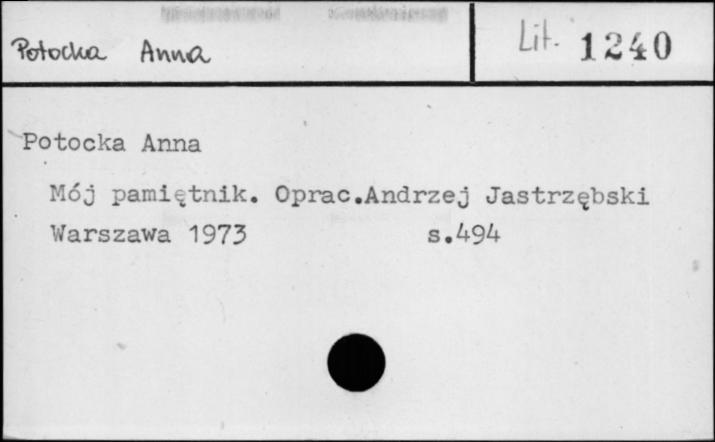 Potocka Anna
Lit. 1240
Potocka Anna
Mój pamiętnik. Oprac.Andrzej Jastrzębski
Warszawa 1973 s.494